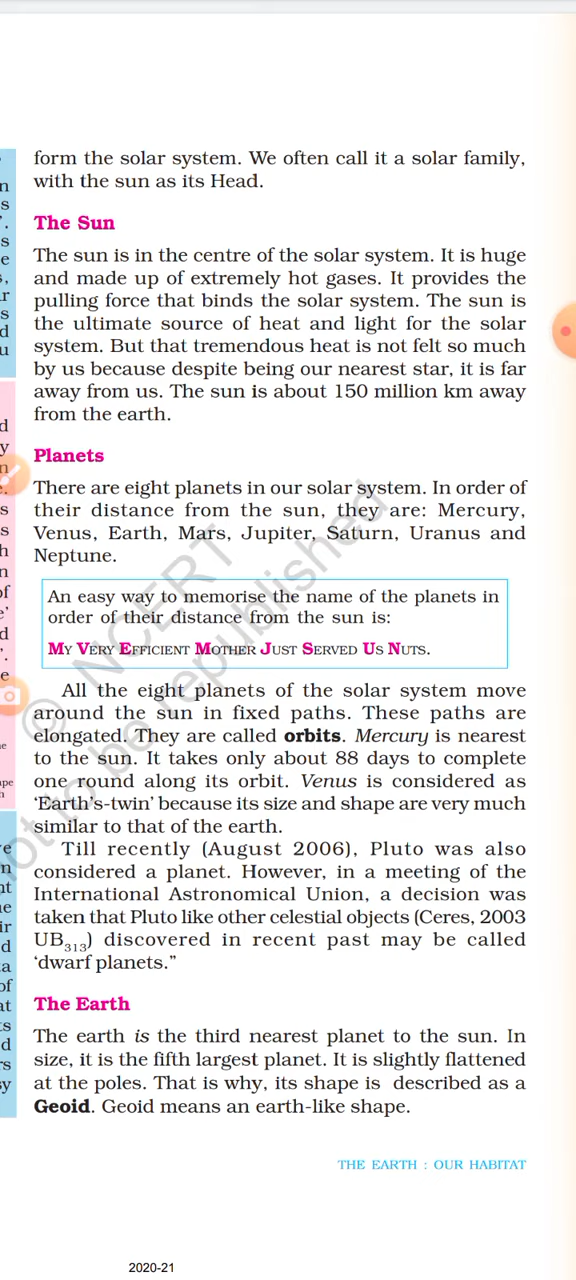 form the solar system. We often call it a solar family,
with the sun as its Head.
The Sun
The sun is in the centre of the solar system. It is huge
and made up of extremely hot gases. It provides the
pulling force that binds the solar system. The sun is
the ultimate source of heat and light for the solar
system. But that tremendous heat is not felt so much
by us because despite being our nearest star, it is far
away from us. The sun is about 150 million km away
from the earth.
Planets
There are eight planets in our solar system. In order of
their distance from the sun, they are: Mercury,
Venus, Earth, Mars, Jupiter, Saturn, Uranus and
Neptune.
An easy way to memorise the name of the planets in
order of their distance from the sun is:
MY VERY EFFICIENT MOTHER JUST SERVED US NUTS.
All the eight planets of the solar system move
around the sun in fixed paths. These paths are
elongated. They are called orbits. Mercury is nearest
to the sun. It takes only about 88 days to complete
one round along its orbit. Venus is considered as
‘Earth’s-twin’ because its size and shape are very much
similar to that of the earth.
Till recently (August 2006), Pluto was also
considered a planet. However, in a meeting of the
International Astronomical Union, a decision was
taken that Pluto like other celestial objects (Ceres, 2003
UB313) discovered in recent past may be called
‘dwarf planets.”
The Earth
The earth is the third nearest planet to the sun. In
size, it is the fifth largest planet. It is slightly flattened
at the poles. That is why, its shape is described as a
Geoid. Geoid means an earth-like shape.
THE EARTH : OUR HABITAT
2020-21
© NCERT
not to be republished